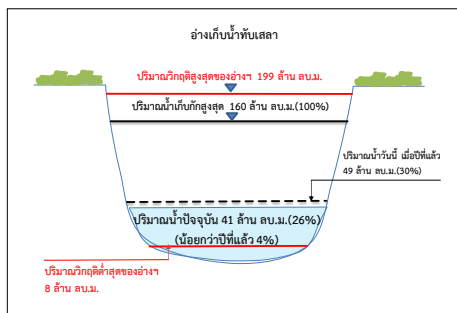 อ่างเก็บน้ำทับเสลา
ปริมาณวิกฤติสูงสุดของอ่างฯ 199 ล้าน ลบ.ม.
ปริมาณน้ำเก็บกักสูงสุด 160 ล้าน ลบ.ม.(100%)
ปริมาณน้ำวันนี้ เมื่อปีที่แล้ว
49 ล้าน ลบ.ม.(30%)
ปริมาณน้ำปัจจุบัน 41 ล้าน ลบ.ม.(26%)
(น้อยกว่าปีที่แล้ว 4%)
ปริมาณวิกฤติต่ำสุดของอ่างฯ
8 ล้าน ลบ.ม.